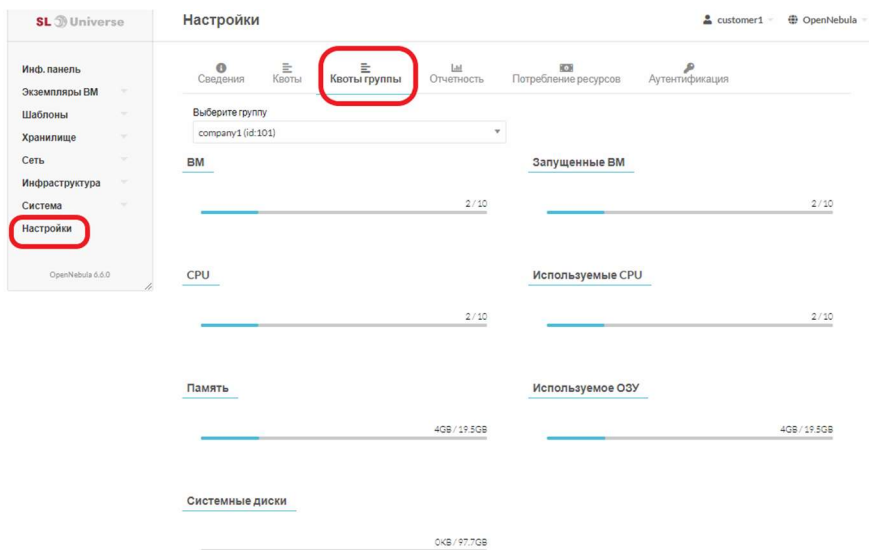 SL Universe
Настройки
customer1
OpenNebula
Инф. панель
Экземпляры ВМ
Шаблоны
Хранилище
Сеть
Инфраструктура
Система
Настройки
OpenNebula 6.6.0
Сведения
Квоты
Квоты группы
Отчетность
Потребление ресурсов
Аутентификация
Выберите группу
company1 (id:101)
ВМ
Запущенные ВМ
2 / 10
2 / 10
CPU
Используемые CPU
2 / 10
2 / 10
Память
Используемое ОЗУ
4GB / 19.5GB
4GB / 19.5GB
Системные диски
0KB / 97.7GB